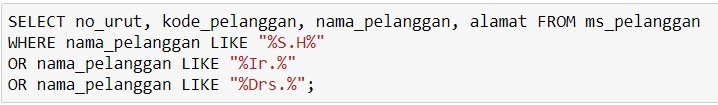 SELECT no_urut, kode_pelanggan, nama_pelanggan, alamat FROM ms_pelanggan
WHERE nama_pelanggan LIKE "%S.H%"
OR nama_pelanggan LIKE "%Ir.%"
OR nama_pelanggan LIKE "%Drs.%";